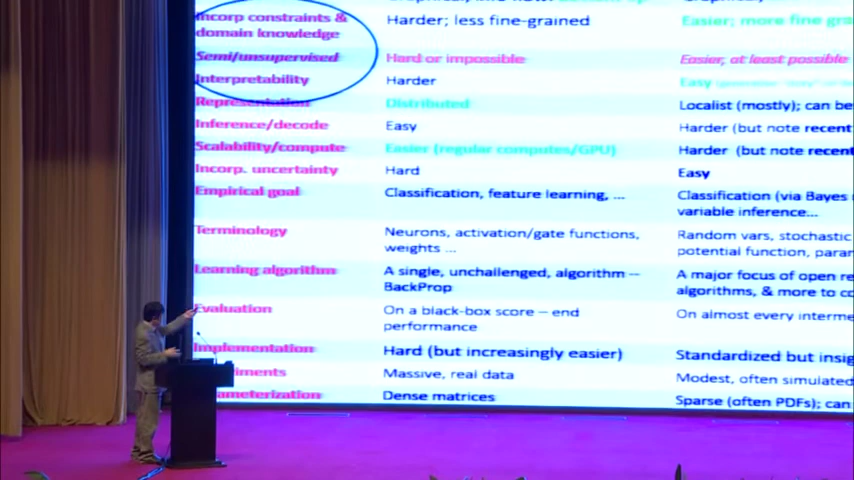 Incorp constraints & Harder; less fine-grained Easier; more fine gra
domain knowledge
Semi/unsupervised Hard or impossible Easier, at least possible
Interpretability Harder Easy
Representation Distributed Localist (mostly); can be
Inference/decode Easy Harder (but note recent
Scalability/compute Easier (regular computes/GPU) Harder (but note recent
Incorp. uncertainty Hard Easy
Empirical goal Classification, feature learning, ... Classification (via Bayes
variable inference...
Terminology Neurons, activation/gate functions, Random vars, stochastic
weights ... potential function, param
Learning algorithm A single, unchallenged, algorithm -- A major focus of open re
BackProp algorithms, & more to co
Evaluation On a black-box score – end On almost every interme
performance
Implementation Hard (but increasingly easier) Standardized but insig
iments Massive, real data Modest, often simulated
ameterization Dense matrices Sparse (often PDFs); can